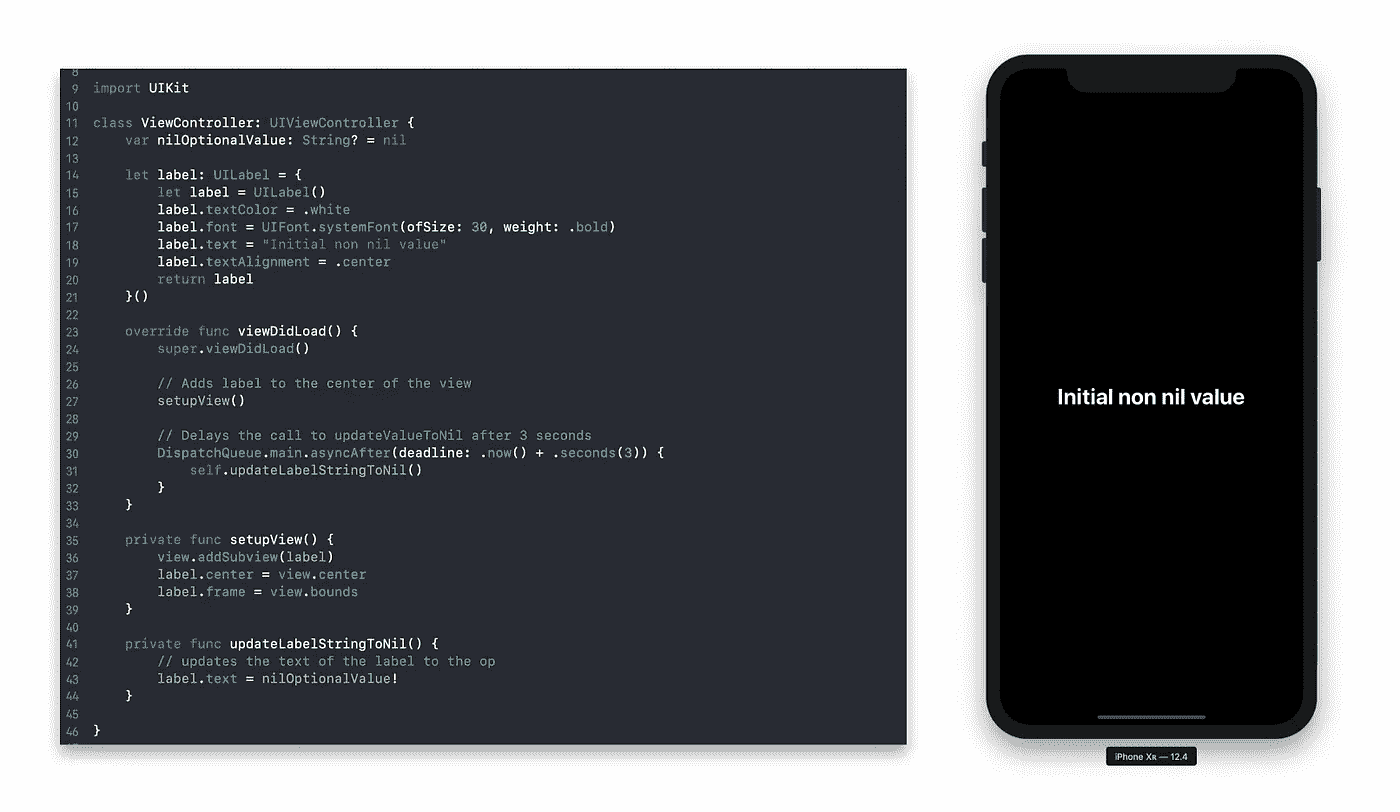 8
9 import UIKit
10
11 class ViewController: UIViewController {
12     var nilOptionalValue: String? = nil
13
14     let label: UILabel = {
15         let label = UILabel()
16         label.textColor = .white
17         label.font = UIFont.systemFont(ofSize: 30, weight: .bold)
18         label.text = "Initial non nil value"
19         label.textAlignment = .center
20         return label
21     }()
22
23     override func viewDidLoad() {
24         super.viewDidLoad()
25
26         // Adds label to the center of the view
27         setupView()
28
29         // Delays the call to updateValueToNil after 3 seconds
30         DispatchQueue.main.asyncAfter(deadline: .now() + .seconds(3)) {
31             self.updateLabelStringToNil()
32         }
33     }
34
35     private func setupView() {
36         view.addSubview(label)
37         label.center = view.center
38         label.frame = view.bounds
39     }
40
41     private func updateLabelStringToNil() {
42         // updates the text of the label to the op
43         label.text = nilOptionalValue!
44     }
45
46 }
Initial non nil value
iPhone Xʀ — 12.4